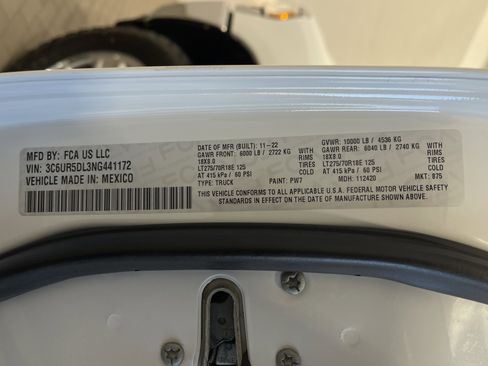 MFD BY: FCA US LLC
VIN: 3C6UR5DL3NG441172
VEHICLE MADE IN: MEXICO
DATE OF MFR (BUILT): 11-22
GAWR FRONT: 6000 LB / 2722 KG
18X8.0 RIMS
LT275/70R18E 125 TIRES
AT 415 kPa / 60 PSI COLD
TYPE: TRUCK
PAINT: PW7
GVWR: 10000 LB / 4536 KG
GAWR REAR: 6040 LB / 2740 KG
18X8.0 RIMS
LT275/70R18E 125 TIRES
AT 415 kPa / 60 PSI COLD
MDH: 112420
MKT: 875
THIS VEHICLE CONFORMS TO ALL APPLICABLE U.S.A. FEDERAL MOTOR VEHICLE SAFETY
STANDARDS IN EFFECT ON THE DATE OF MANUFACTURE SHOWN ABOVE.